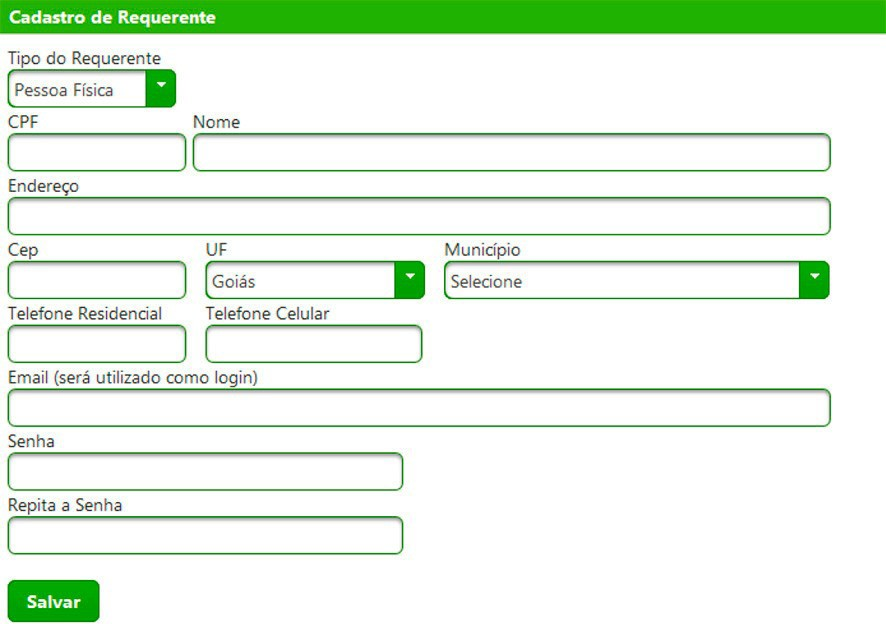 Cadastro de Requerente
Tipo do Requerente
Pessoa Física
CPF Nome
Endereço
Cep UF Município
Goiás Selecione
Telefone Residencial Telefone Celular
Email (será utilizado como login)
Senha
Repita a Senha
Salvar